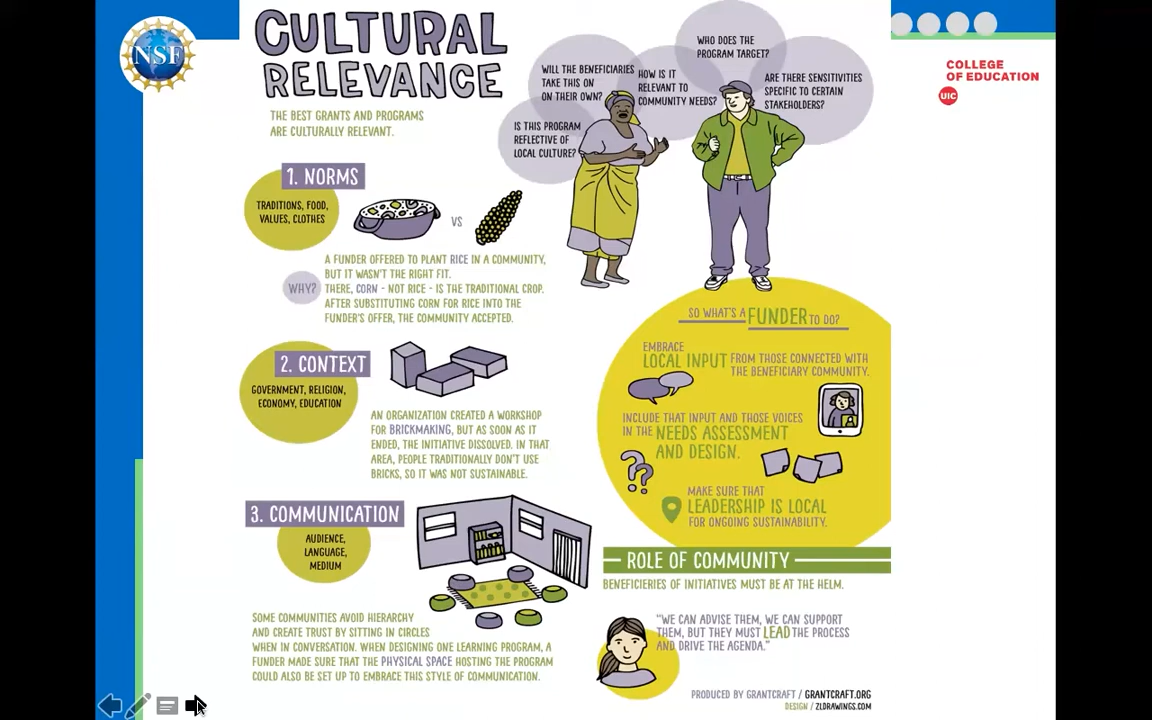 NSF
COLLEGE
OF EDUCATION
UIC
CULTURAL
RELEVANCE
THE BEST GRANTS AND PROGRAMS
ARE CULTURALLY RELEVANT.
WHO DOES THE
PROGRAM TARGET?
WILL THE BENEFICIARIES
TAKE THIS ON
ON THEIR OWN?
HOW IS IT
RELEVANT TO
COMMUNITY NEEDS?
ARE THERE SENSITIVITIES
SPECIFIC TO CERTAIN
STAKEHOLDERS?
IS THIS PROGRAM
REFLECTIVE OF
LOCAL CULTURE?
1. NORMS
TRADITIONS, FOOD,
VALUES, CLOTHES
VS
A FUNDER OFFERED TO PLANT RICE IN A COMMUNITY,
BUT IT WASN'T THE RIGHT FIT.
WHY?
THERE, CORN - NOT RICE - IS THE TRADITIONAL CROP.
AFTER SUBSTITUTING CORN FOR RICE INTO THE
FUNDER'S OFFER, THE COMMUNITY ACCEPTED.
2. CONTEXT
GOVERNMENT, RELIGION,
ECONOMY, EDUCATION
AN ORGANIZATION CREATED A WORKSHOP
FOR BRICKMAKING, BUT AS SOON AS IT
ENDED, THE INITIATIVE DISSOLVED. IN THAT
AREA, PEOPLE TRADITIONALLY DON'T USE
BRICKS, SO IT WAS NOT SUSTAINABLE.
3. COMMUNICATION
AUDIENCE,
LANGUAGE,
MEDIUM
SOME COMMUNITIES AVOID HIERARCHY
AND CREATE TRUST BY SITTING IN CIRCLES
WHEN IN CONVERSATION. WHEN DESIGNING ONE LEARNING PROGRAM, A
FUNDER MADE SURE THAT THE PHYSICAL SPACE HOSTING THE PROGRAM
COULD ALSO BE SET UP TO EMBRACE THIS STYLE OF COMMUNICATION.
SO WHAT'S A FUNDER TO DO?
EMBRACE
LOCAL INPUT FROM THOSE CONNECTED WITH
THE BENEFICIARY COMMUNITY.
INCLUDE THAT INPUT AND THOSE VOICES
IN THE NEEDS ASSESSMENT
AND DESIGN.
MAKE SURE THAT
LEADERSHIP IS LOCAL
FOR ONGOING SUSTAINABILITY.
ROLE OF COMMUNITY
BENEFICIERIES OF INITIATIVES MUST BE AT THE HELM.
"WE CAN ADVISE THEM, WE CAN SUPPORT
THEM, BUT THEY MUST LEAD THE PROCESS
AND DRIVE THE AGENDA."
PRODUCED BY GRANTCRAFT / GRANTCRAFT.ORG
DESIGN / ZLDRAWINGS.COM